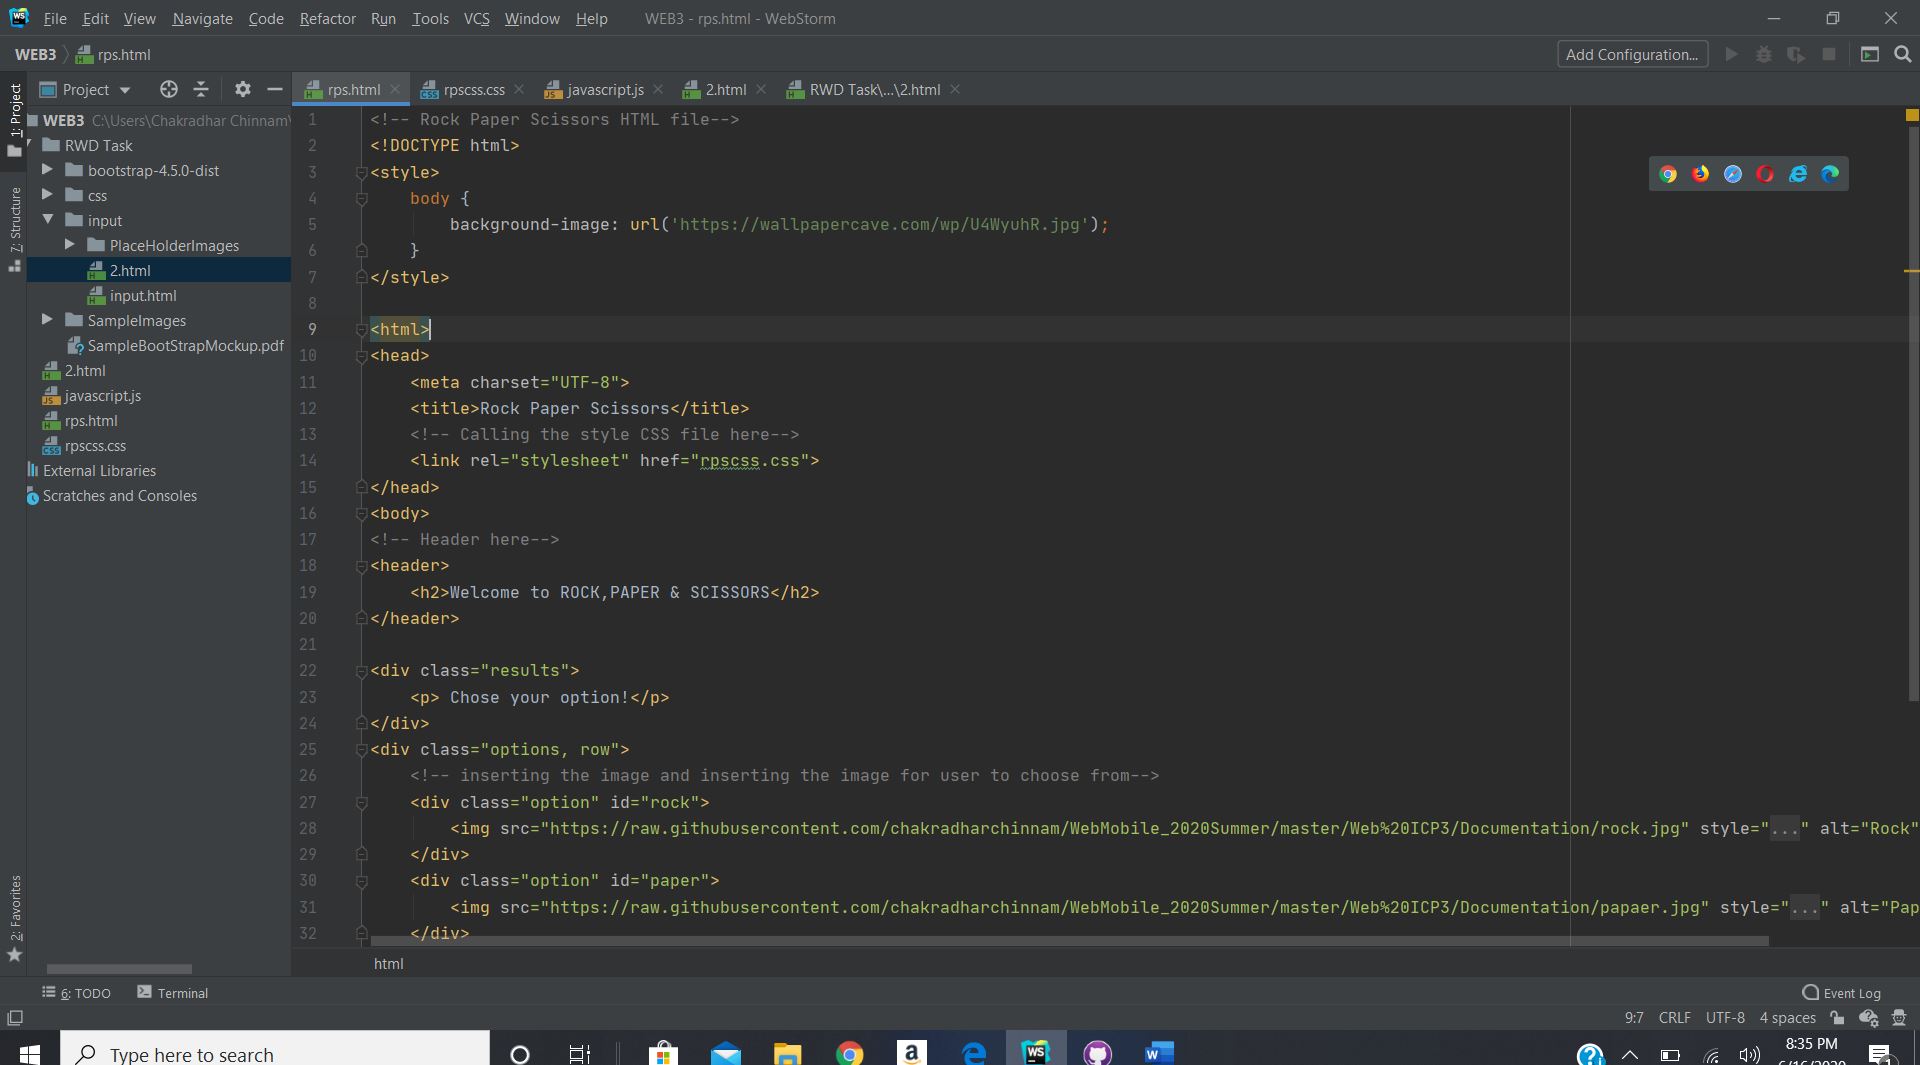 File Edit View Navigate Code Refactor Run Tools VCS Window Help WEB3 - rps.html - WebStorm
WEB3 rps.html Add Configuration...
Project rps.html rpscss.css javascript.js 2.html RWD Task\...\2.html
1: Project
7: Structure
2: Favorites
WEB3 C:\Users\Chakradhar Chinnam\
RWD Task
bootstrap-4.5.0-dist
css
input
PlaceHolderImages
2.html
input.html
SampleImages
SampleBootStrapMockup.pdf
2.html
javascript.js
rps.html
rpscss.css
External Libraries
Scratches and Consoles
1 <!-- Rock Paper Scissors HTML file-->
2 <!DOCTYPE html>
3 <style>
4 body {
5 background-image: url('https://wallpapercave.com/wp/U4WyuhR.jpg');
6 }
7 </style>
8
9 <html>
10 <head>
11 <meta charset="UTF-8">
12 <title>Rock Paper Scissors</title>
13 <!-- Calling the style CSS file here-->
14 <link rel="stylesheet" href="rpscss.css">
15 </head>
16 <body>
17 <!-- Header here-->
18 <header>
19 <h2>Welcome to ROCK,PAPER & SCISSORS</h2>
20 </header>
21
22 <div class="results">
23 <p> Chose your option!</p>
24 </div>
25 <div class="options, row">
26 <!-- inserting the image and inserting the image for user to choose from-->
27 <div class="option" id="rock">
28 <img src="https://raw.githubusercontent.com/chakradharchinnam/WebMobile_2020Summer/master/Web%20ICP3/Documentation/rock.jpg" style="..." alt="Rock"
29 </div>
30 <div class="option" id="paper">
31 <img src="https://raw.githubusercontent.com/chakradharchinnam/WebMobile_2020Summer/master/Web%20ICP3/Documentation/papaer.jpg" style="..." alt="Pap
32 </div>
html
6: TODO Terminal Event Log
9:7 CRLF UTF-8 4 spaces
Type here to search
8:35 PM